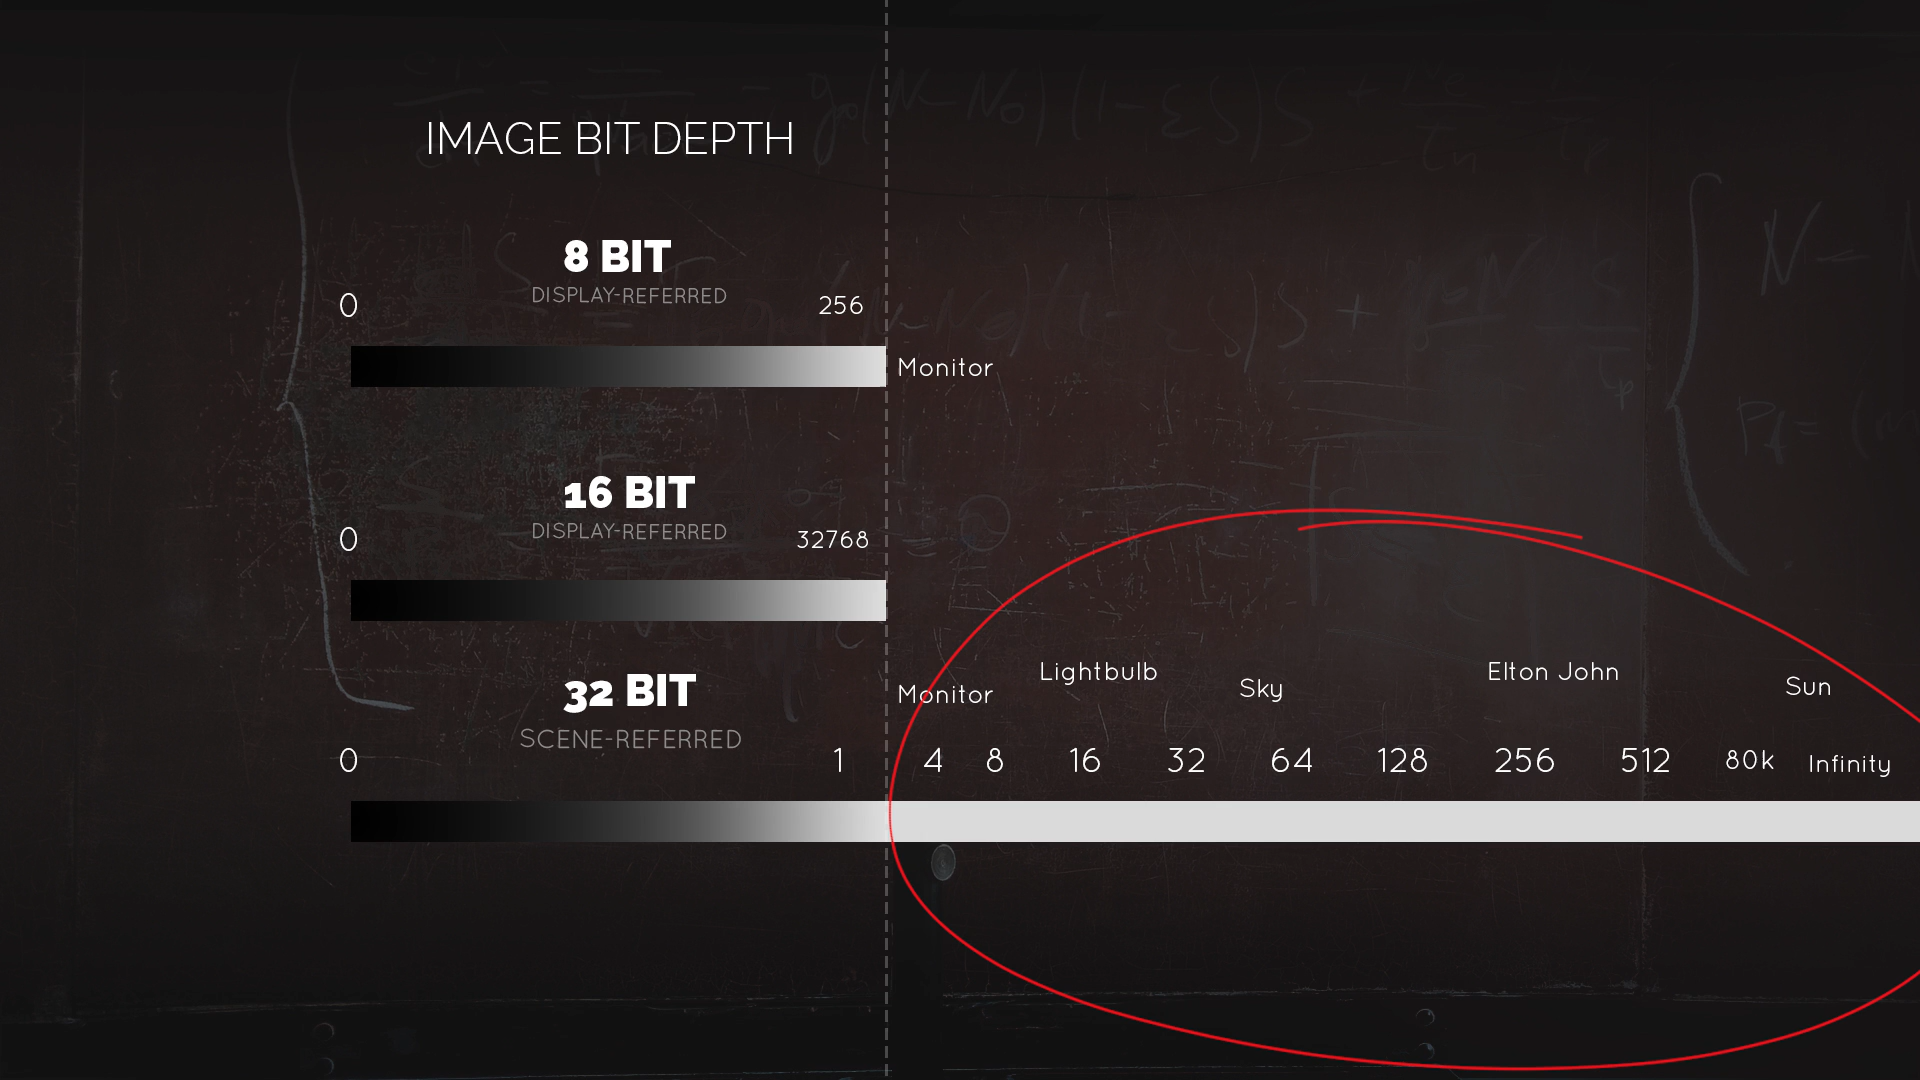 IMAGE BIT DEPTH
8 BIT
DISPLAY-REFERRED
0 256
Monitor
16 BIT
DISPLAY-REFERRED
0 32768
32 BIT
SCENE-REFERRED
Monitor Lightbulb Sky Elton John Sun
0 1 4 8 16 32 64 128 256 512 80k Infinity